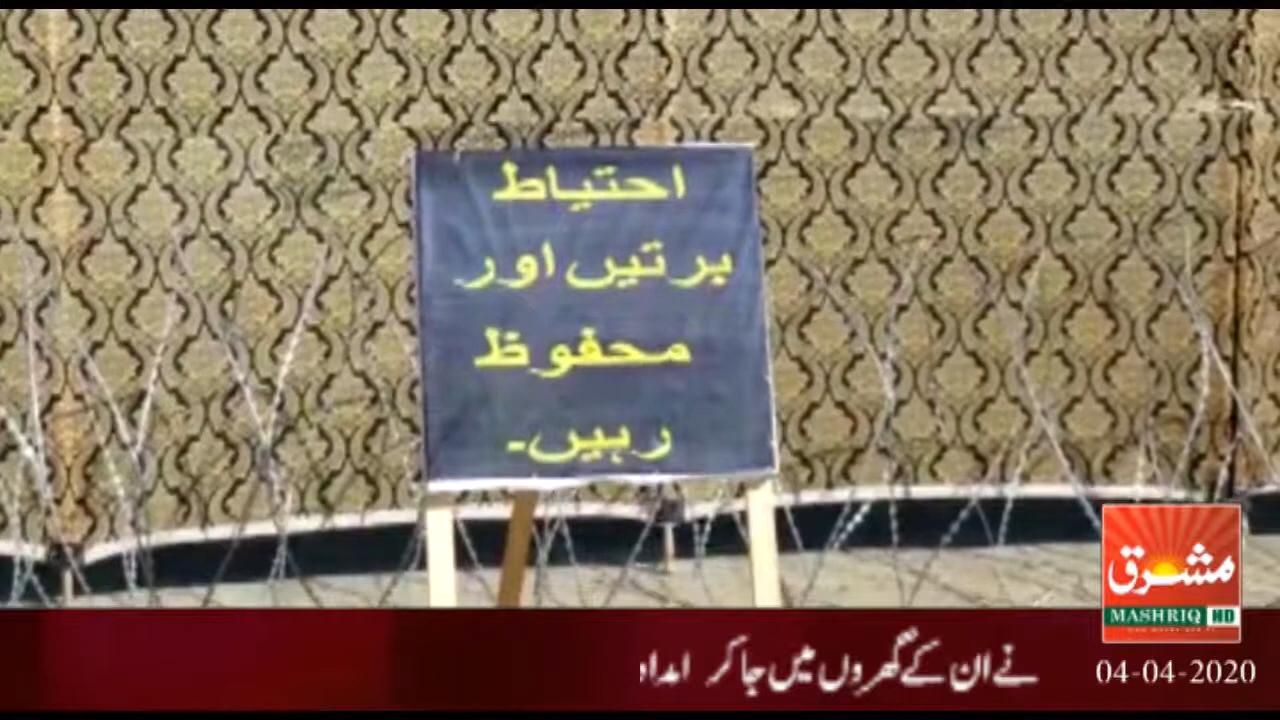 احتیاط
برتیں اور
محفوظ
رہیں۔
مشرق
MASHRIQ HD
نے ان کے گھروں میں جا کر امداد
04-04-2020